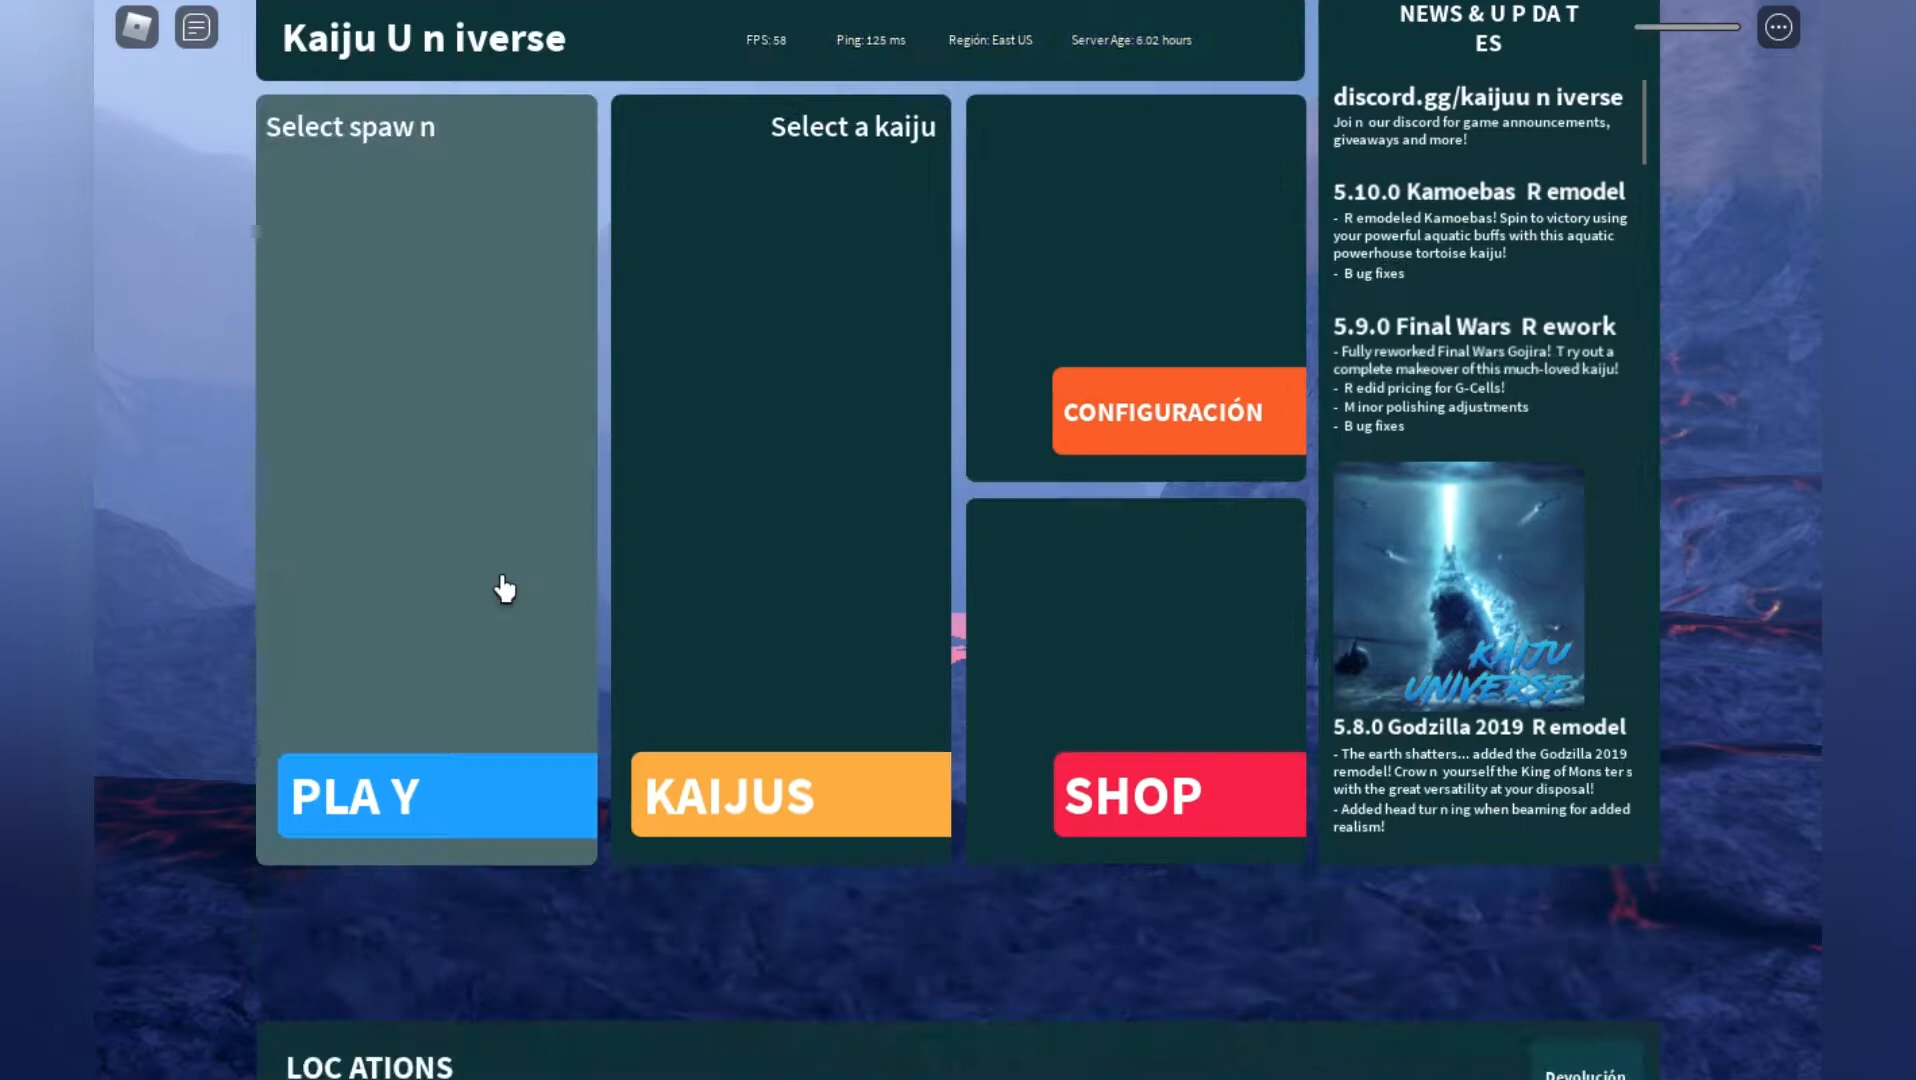 Kaiju U n iverse
FPS: 58 Ping: 125 ms Región: East US Server Age: 6.02 hours
Select spaw n
PLA Y
Select a kaiju
KAIJUS
CONFIGURACIÓN
SHOP
NEWS & U P DA T
ES
discord.gg/kaijuu n iverse
Joi n our discord for game announcements,
giveaways and more!
5.10.0 Kamoebas R emodel
- R emodeled Kamoebas! Spin to victory using
your powerful aquatic buffs with this aquatic
powerhouse tortoise kaiju!
- B ug fixes
5.9.0 Final Wars R ework
- Fully reworked Final Wars Gojira! T ry out a
complete makeover of this much-loved kaiju!
- R edid pricing for G-Cells!
- M inor polishing adjustments
- B ug fixes
KAIJU
UNIVERSE
5.8.0 Godzilla 2019 R emodel
- The earth shatters... added the Godzilla 2019
remodel! Crow n yourself the King of Mons ter s
with the great versatility at your disposal!
- Added head tur n ing when beaming for added
realism!
LOC ATIONS
Devolución